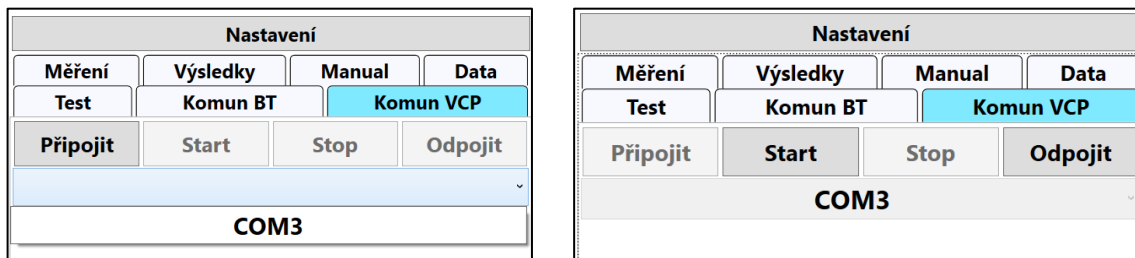 Nastavení
Měření Výsledky Manual Data
Test Komun BT Komun VCP
Připojit Start Stop Odpojit
COM3
Nastavení
Měření Výsledky Manual Data
Test Komun BT Komun VCP
Připojit Start Stop Odpojit
COM3